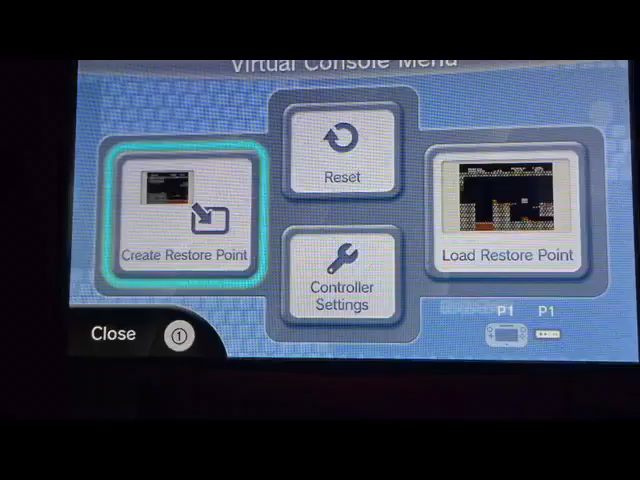 Virtual Console Menu
Reset
Create Restore Point
Load Restore Point
Controller
Settings
P1
P1
Close
①